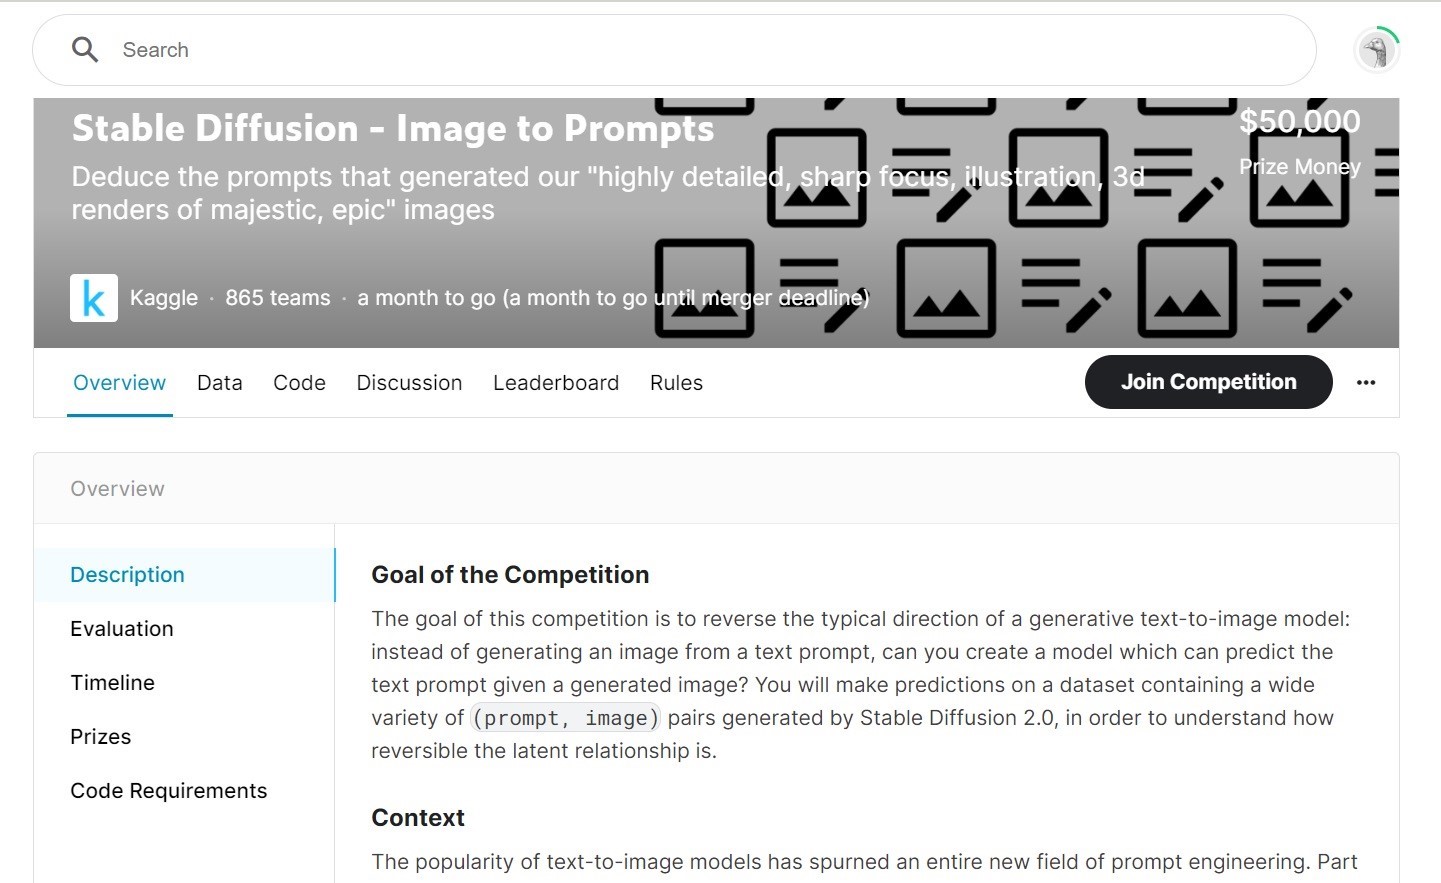 Search
Stable Diffusion - Image to Prompts
$50,000
Deduce the prompts that generated our "highly detailed, sharp focus, illustration, 3d
renders of majestic, epic" images
Prize Money
k
Kaggle · 865 teams · a month to go (a month to go until merger deadline)
Overview
Data
Code
Discussion
Leaderboard
Rules
Join Competition
Overview
Description
Evaluation
Timeline
Prizes
Code Requirements
Goal of the Competition
The goal of this competition is to reverse the typical direction of a generative text-to-image model:
instead of generating an image from a text prompt, can you create a model which can predict the
text prompt given a generated image? You will make predictions on a dataset containing a wide
variety of (prompt, image) pairs generated by Stable Diffusion 2.0, in order to understand how
reversible the latent relationship is.
Context
The popularity of text-to-image models has spurned an entire new field of prompt engineering. Part